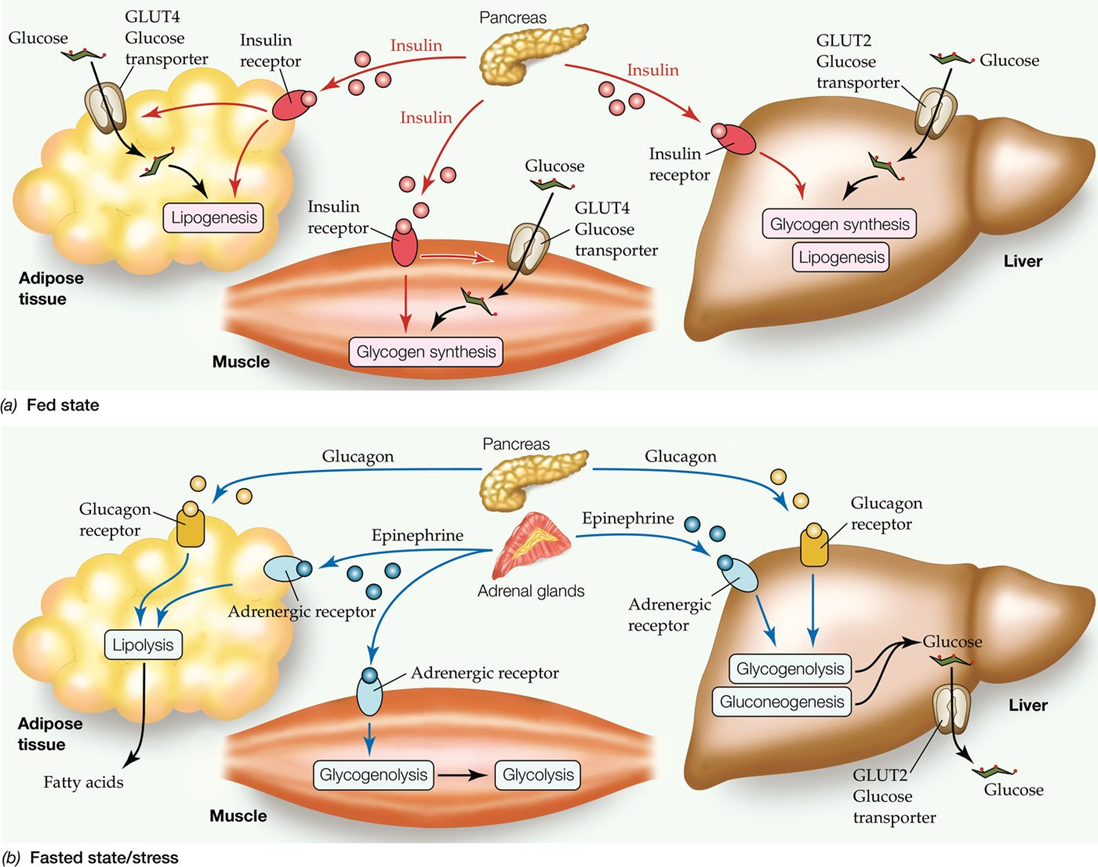 Pancreas
GLUT4
Glucose
transporter
Glucose
Insulin
receptor
Insulin
Insulin
Insulin
GLUT2
Glucose
transporter
Glucose
Insulin
receptor
Glucose
Insulin
receptor
GLUT4
Glucose
transporter
Lipogenesis
Glycogen synthesis
Lipogenesis
Adipose
tissue
Liver
Glycogen synthesis
Muscle
(a) Fed state
Pancreas
Glucagon
Glucagon
Glucagon
receptor
Glucagon
receptor
Epinephrine
Epinephrine
Adrenal glands
Adrenergic receptor
Adrenergic
receptor
Lipolysis
Glucose
Glycogenolysis
Gluconeogenesis
Adrenergic receptor
Adipose
tissue
Liver
Fatty acids
Glycogenolysis
Glycolysis
GLUT2
Glucose
transporter
Glucose
Muscle
(b) Fasted state/stress